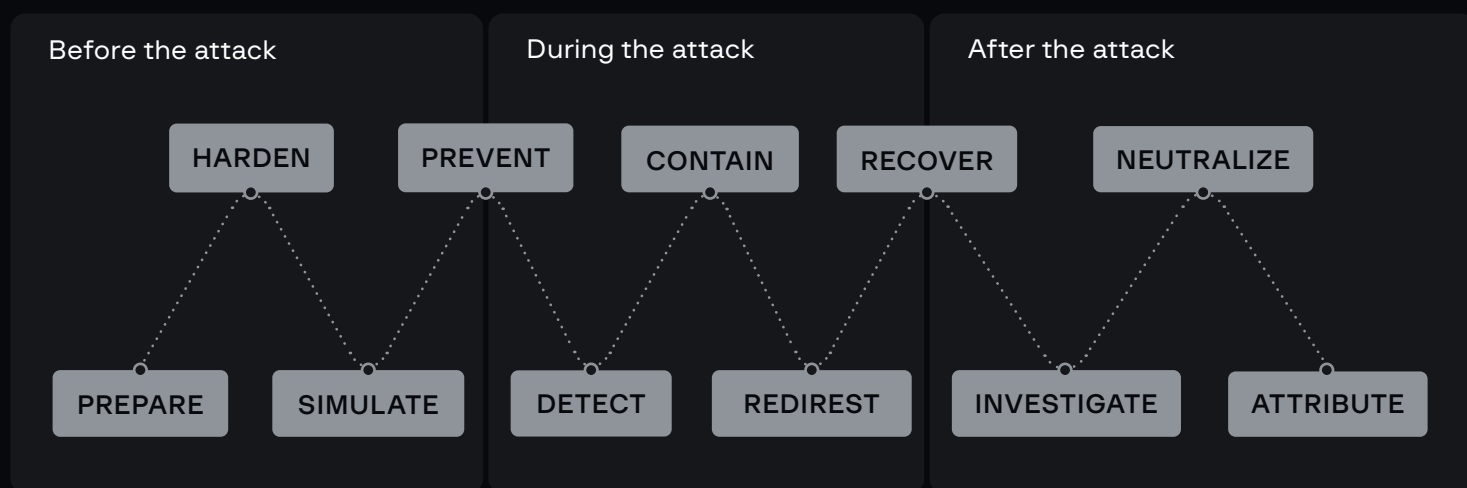 Before the attack
During the attack
After the attack
HARDEN
PREVENT
CONTAIN
RECOVER
NEUTRALIZE
PREPARE
SIMULATE
DETECT
REDIREST
INVESTIGATE
ATTRIBUTE